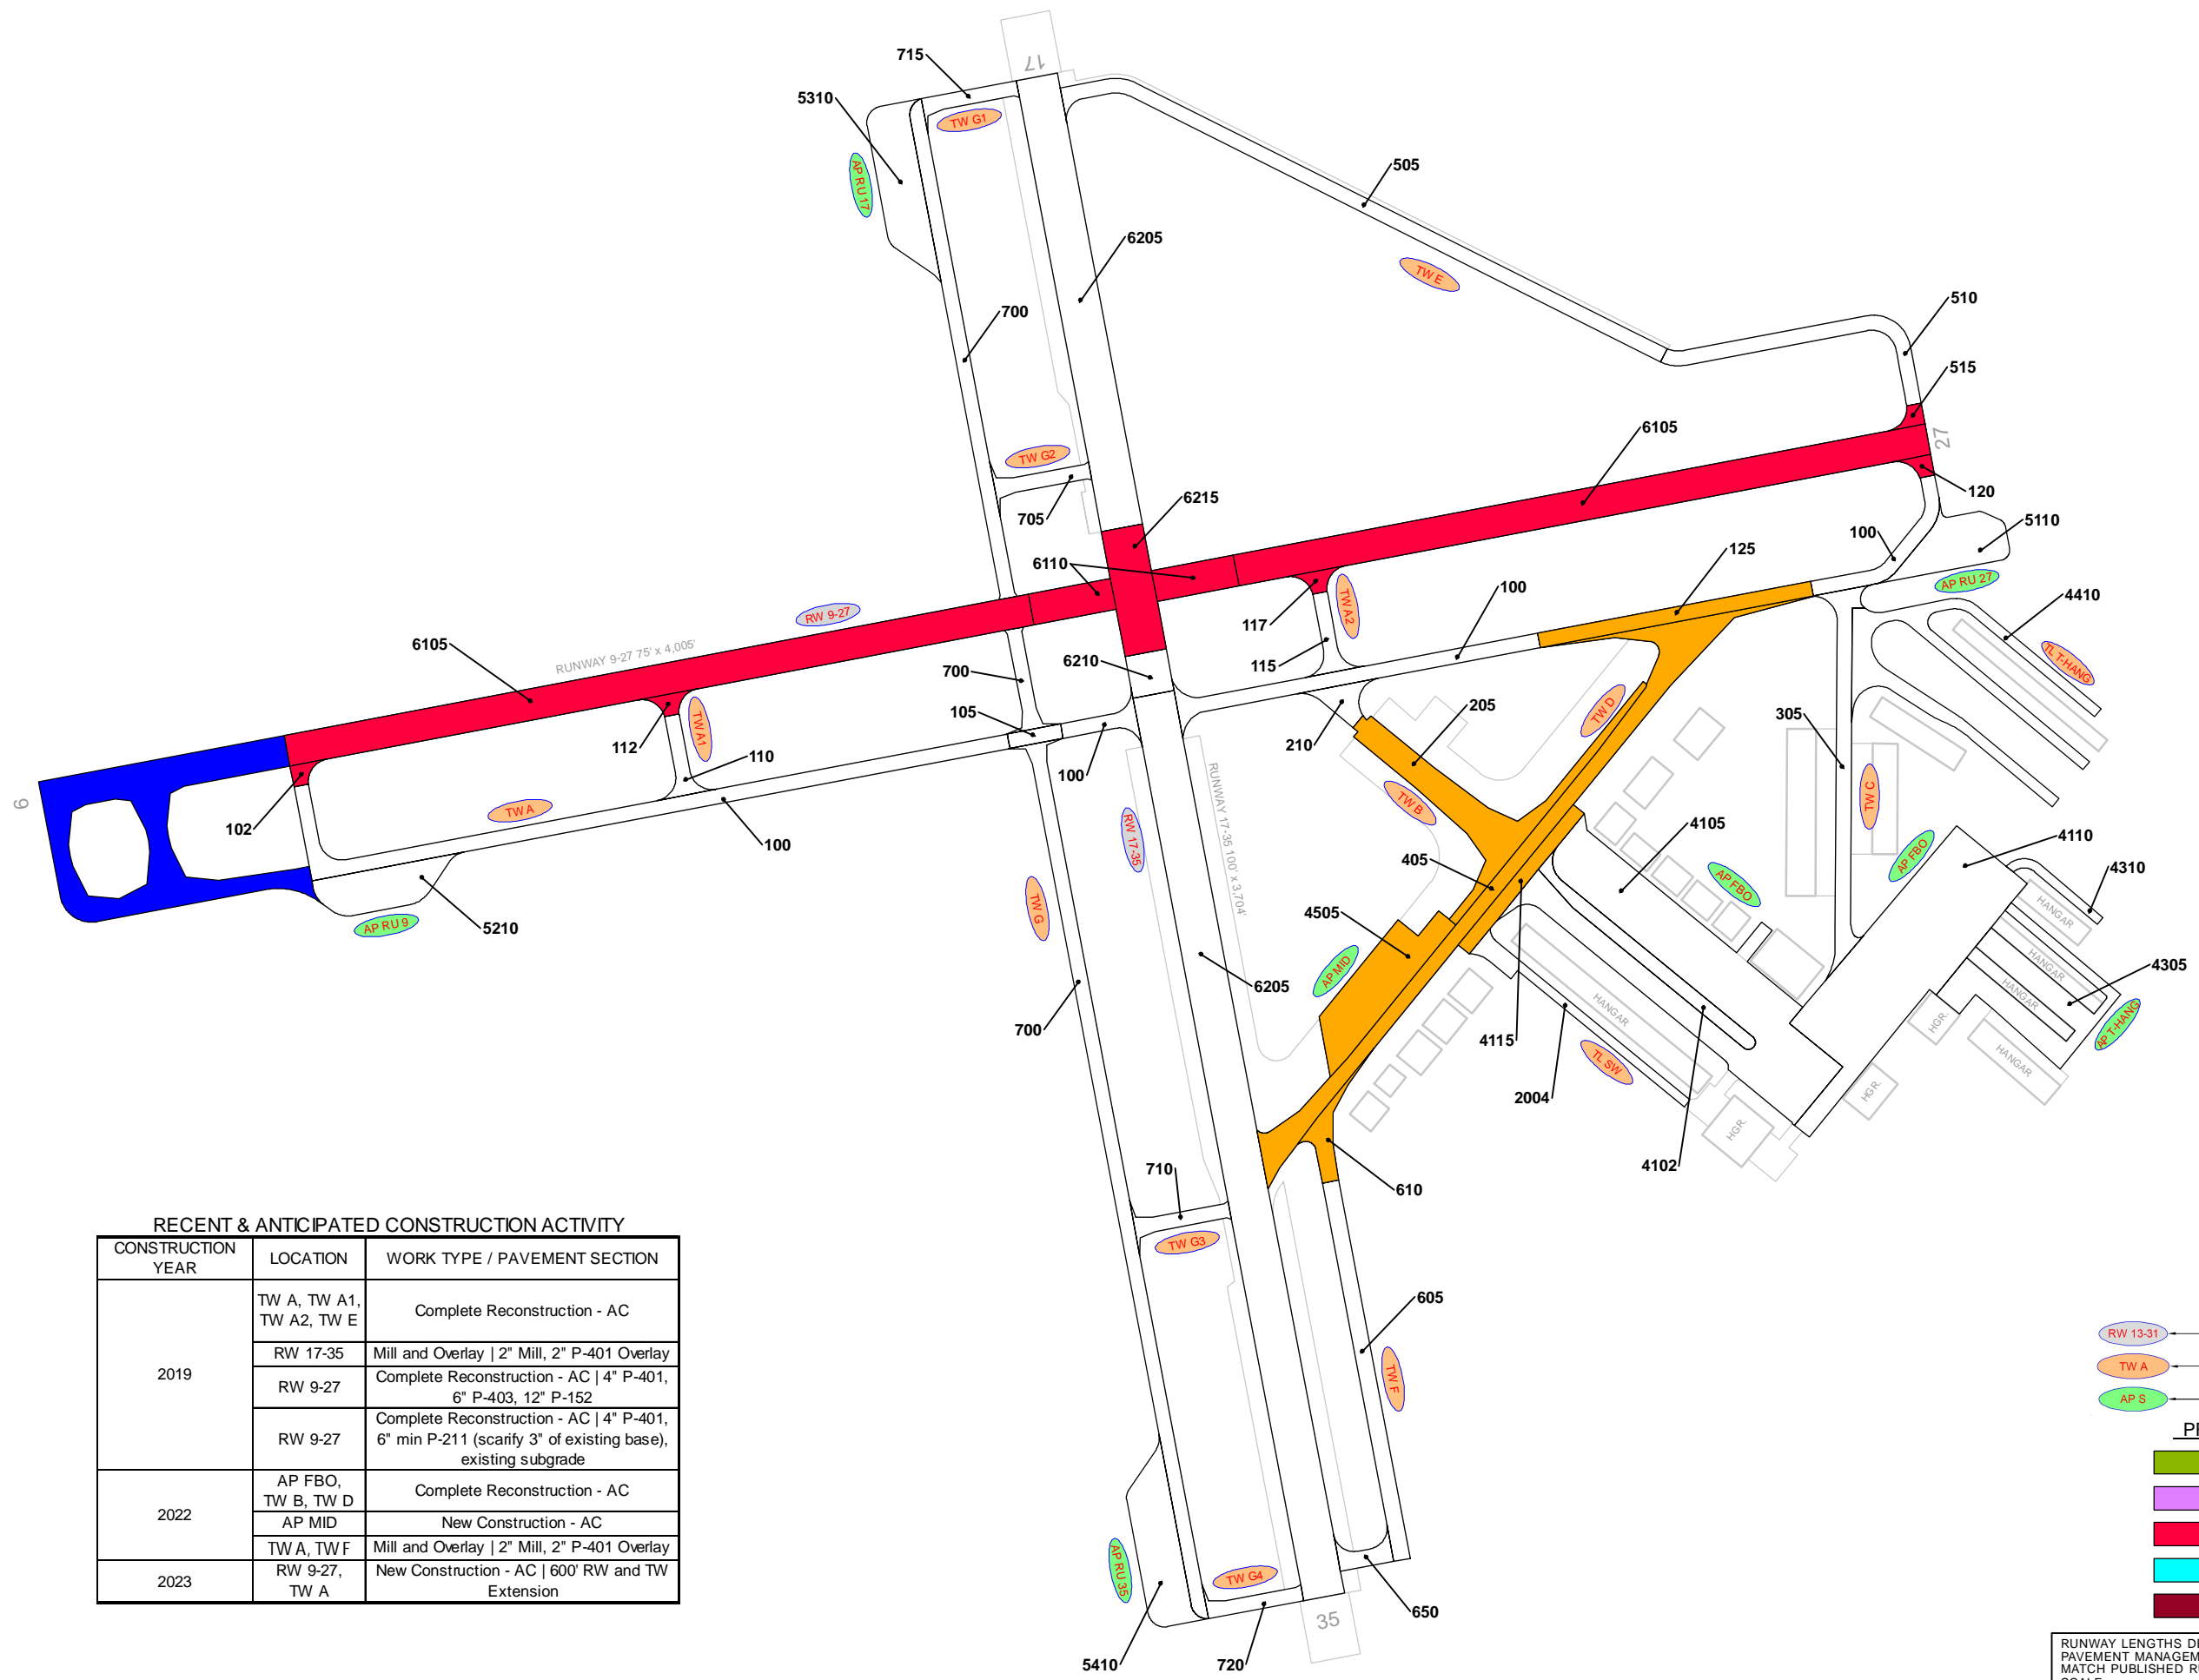 17
715
5310
TW G1
AP RU 17
505
6205
TW E
700
510
515
27
6105
TW G2
705
6215
120
5110
100
125
6110
AP RU 27
4410
RW 9-27
TW A2
117
100
6105
RUNWAY 9-27 75' x 4,005'
115
TL T-HANG
6210
700
205
TW D
305
210
105
TW A1
112
110
100
TW B
TW C
9
TW A
102
100
RW 17-35
RUNWAY 17-35 100' x 3,704'
4105
4110
405
AP FBO
AP FBO
4310
HANGAR
TW G
4505
5210
AP RU 9
AP MID
HANGAR
4305
6205
HANGAR
700
HANGAR
HGR.
AP T-HANG
4115
TL SW
HANGAR
2004
HGR.
HGR.
4102
710
610
TW G3
605
TW F
RECENT & ANTICIPATED CONSTRUCTION ACTIVITY
CONSTRUCTION YEAR LOCATION WORK TYPE / PAVEMENT SECTION
2019
TW A, TW A1,
TW A2, TW E
Complete Reconstruction - AC
RW 17-35 Mill and Overlay | 2" Mill, 2" P-401 Overlay
RW 9-27
Complete Reconstruction - AC | 4" P-401,
6" P-403, 12" P-152
RW 9-27
Complete Reconstruction - AC | 4" P-401,
6" min P-211 (scarify 3" of existing base),
existing subgrade
2022
AP FBO,
TW B, TW D
Complete Reconstruction - AC
AP MID New Construction - AC
TW A, TW F Mill and Overlay | 2" Mill, 2" P-401 Overlay
2023
RW 9-27,
TW A
New Construction - AC | 600' RW and TW
Extension
AP RU 35
TW G4
650
35
5410
720
RW 13-31
TW A
AP S
RUNWAY LENGTHS
PAVEMENT
MATCH PUBLISHED